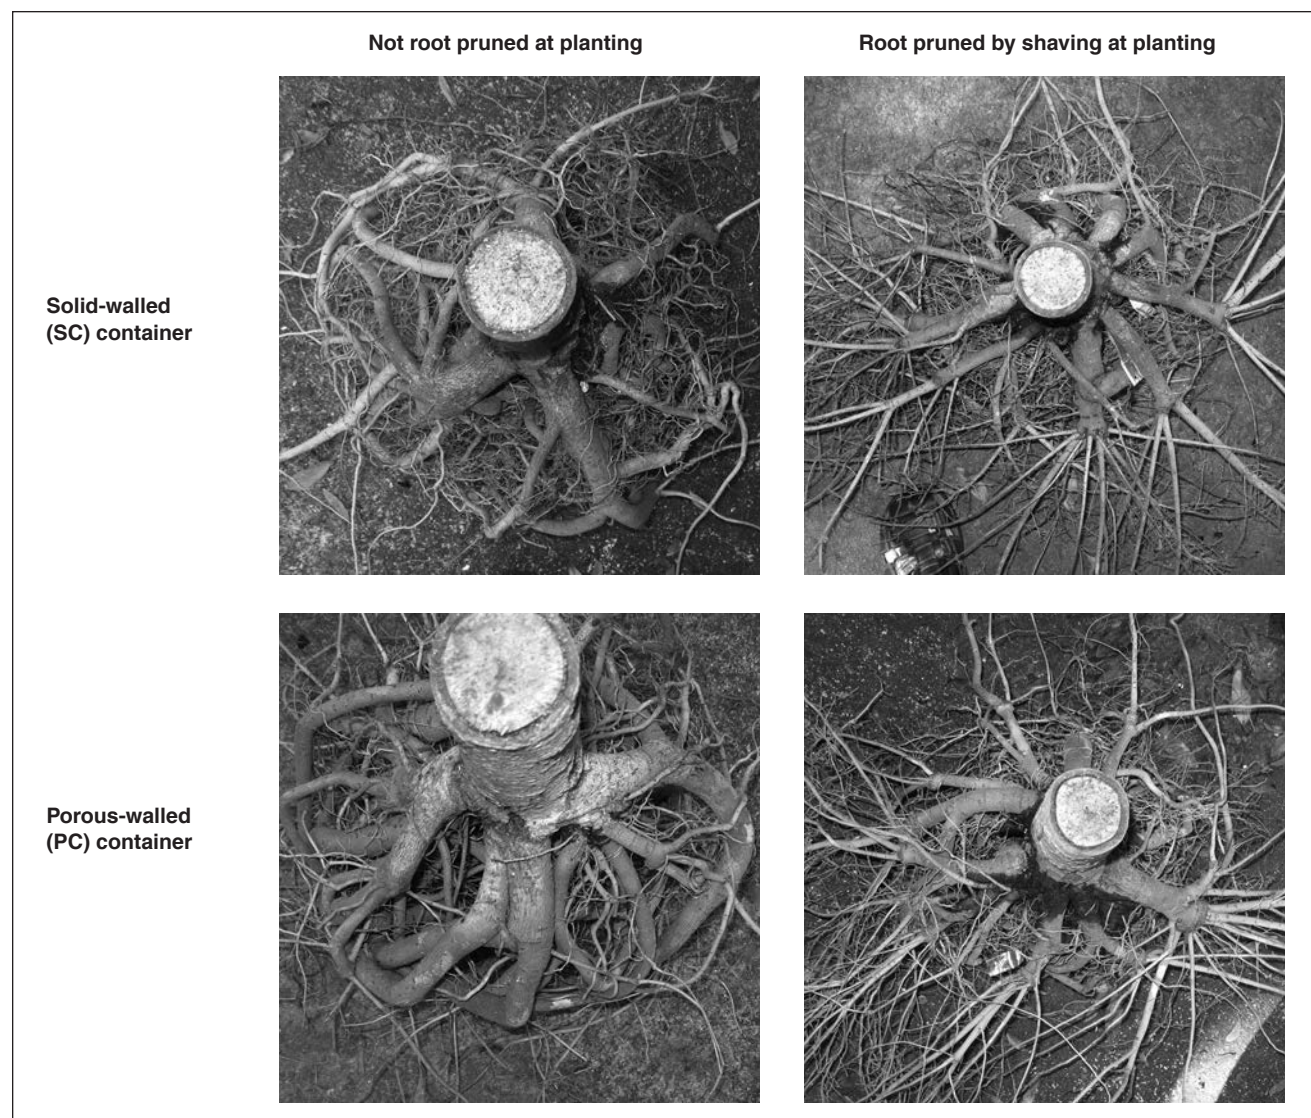 Not root pruned at planting
Root pruned by shaving at planting
Solid-walled
(SC) container
Porous-walled
(PC) container